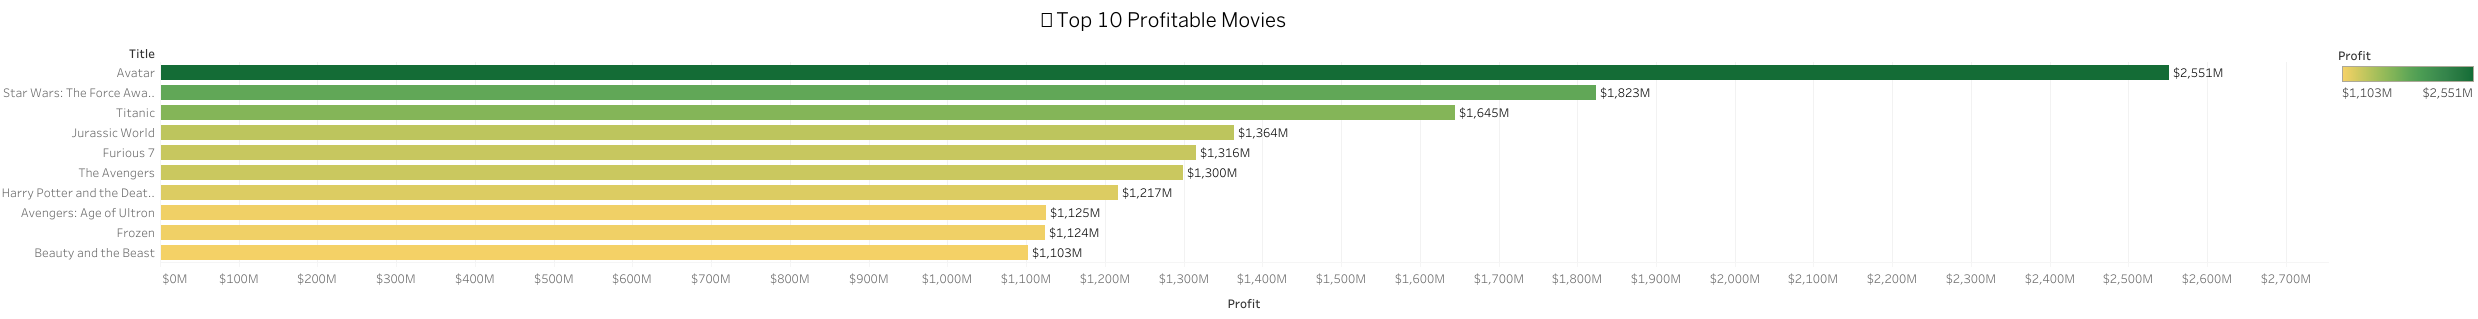 Top 10 Profitable Movies
Title
Avatar
$2,551M
Star Wars: The Force Awa..
$1,823M
Titanic
$1,645M
Jurassic World
$1,364M
Furious 7
$1,316M
The Avengers
$1,300M
Harry Potter and the Deat..
$1,217M
Avengers: Age of Ultron
$1,125M
Frozen
$1,124M
Beauty and the Beast
$1,103M
$0M $100M $200M $300M $400M $500M $600M $700M $800M $900M $1,000M $1,100M $1,200M $1,300M $1,400M $1,500M $1,600M $1,700M $1,800M $1,900M $2,000M $2,100M $2,200M $2,300M $2,400M $2,500M $2,600M $2,700M
Profit
Profit
$1,103M $2,551M